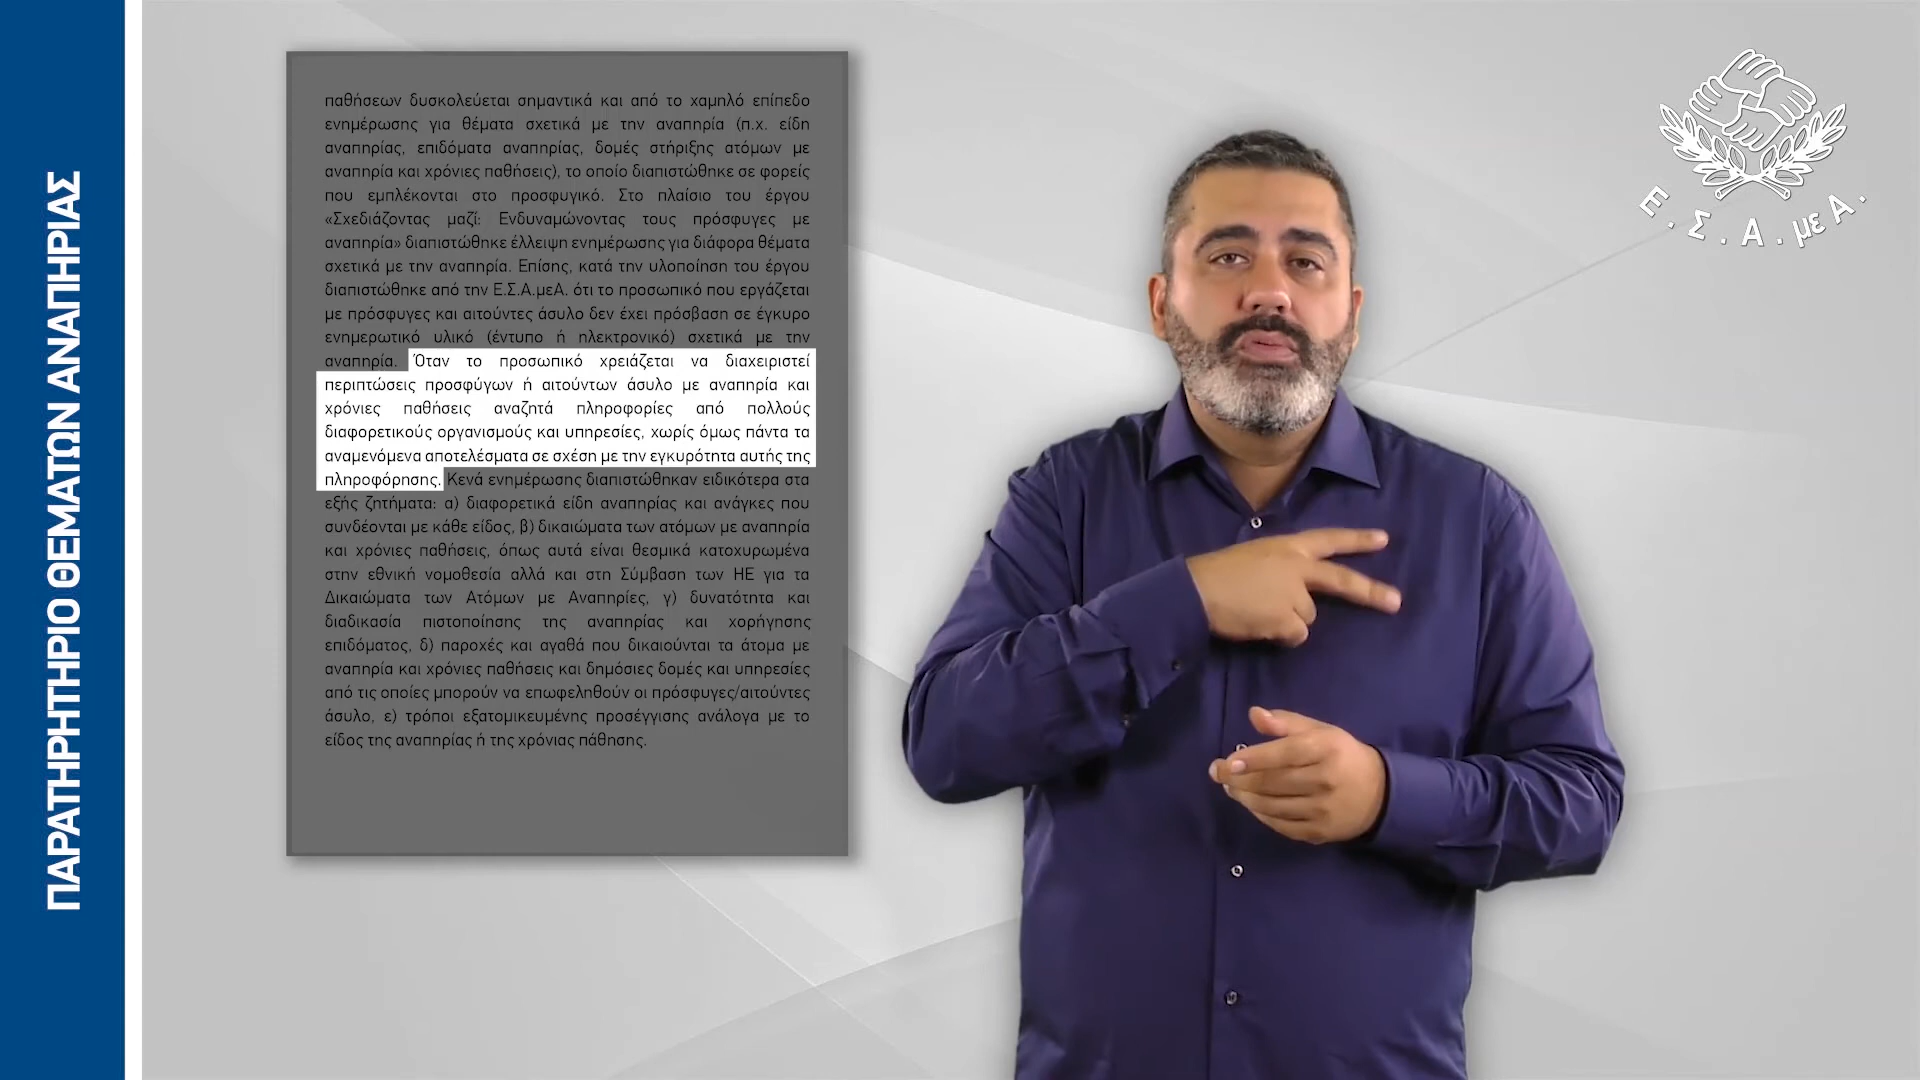 ΠΑΡΑΤΗΡΗΤΗΡΙΟ ΘΕΜΑΤΩΝ ΑΝΑΠΗΡΙΑΣ
παθήσεων δυσκολεύεται σημαντικά και από το χαμηλό επίπεδο
ενημέρωσης για θέματα σχετικά με την αναπηρία (π.χ. είδη
αναπηρίας, επιδόματα αναπηρίας, δομές στήριξης ατόμων με
αναπηρία και χρόνιες παθήσεις), το οποίο διαπιστώθηκε σε φορείς
που εμπλέκονται στο προσφυγικό. Στο πλαίσιο του έργου
«Σχεδιάζοντας μαζί: Ενδυναμώνοντας τους πρόσφυγες με
αναπηρία» διαπιστώθηκε έλλειψη ενημέρωσης για διάφορα θέματα
σχετικά με την αναπηρία. Επίσης, κατά την υλοποίηση του έργου
διαπιστώθηκε από την Ε.Σ.Α.μεΑ. ότι το προσωπικό που εργάζεται
με πρόσφυγες και αιτούντες άσυλο δεν έχει πρόσβαση σε έγκυρο
ενημερωτικό υλικό (έντυπο ή ηλεκτρονικό) σχετικά με την
αναπηρία. Όταν το προσωπικό χρειάζεται να διαχειριστεί
περιπτώσεις προσφύγων ή αιτούντων άσυλο με αναπηρία και
χρόνιες παθήσεις αναζητά πληροφορίες από πολλούς
διαφορετικούς οργανισμούς και υπηρεσίες, χωρίς όμως πάντα τα
αναμενόμενα αποτελέσματα σε σχέση με την εγκυρότητα αυτής της
πληροφόρησης. Κενά ενημέρωσης διαπιστώθηκαν ειδικότερα στα
εξής ζητήματα: α) διαφορετικά είδη αναπηρίας και ανάγκες που
συνδέονται με κάθε είδος, β) δικαιώματα των ατόμων με αναπηρία
και χρόνιες παθήσεις, όπως αυτά είναι θεσμικά κατοχυρωμένα
στην εθνική νομοθεσία αλλά και στη Σύμβαση των ΗΕ για τα
Δικαιώματα των Ατόμων με Αναπηρίες, γ) δυνατότητα και
διαδικασία πιστοποίησης της αναπηρίας και χορήγησης
επιδόματος, δ) παροχές και αγαθά που δικαιούνται τα άτομα με
αναπηρία και χρόνιες παθήσεις και δημόσιες δομές και υπηρεσίες
από τις οποίες μπορούν να επωφεληθούν οι πρόσφυγες/αιτούντες
άσυλο, ε) τρόποι εξατομικευμένης προσέγγισης ανάλογα με το
είδος της αναπηρίας ή της χρόνιας πάθησης.
Ε.Σ.Α.μεΑ.